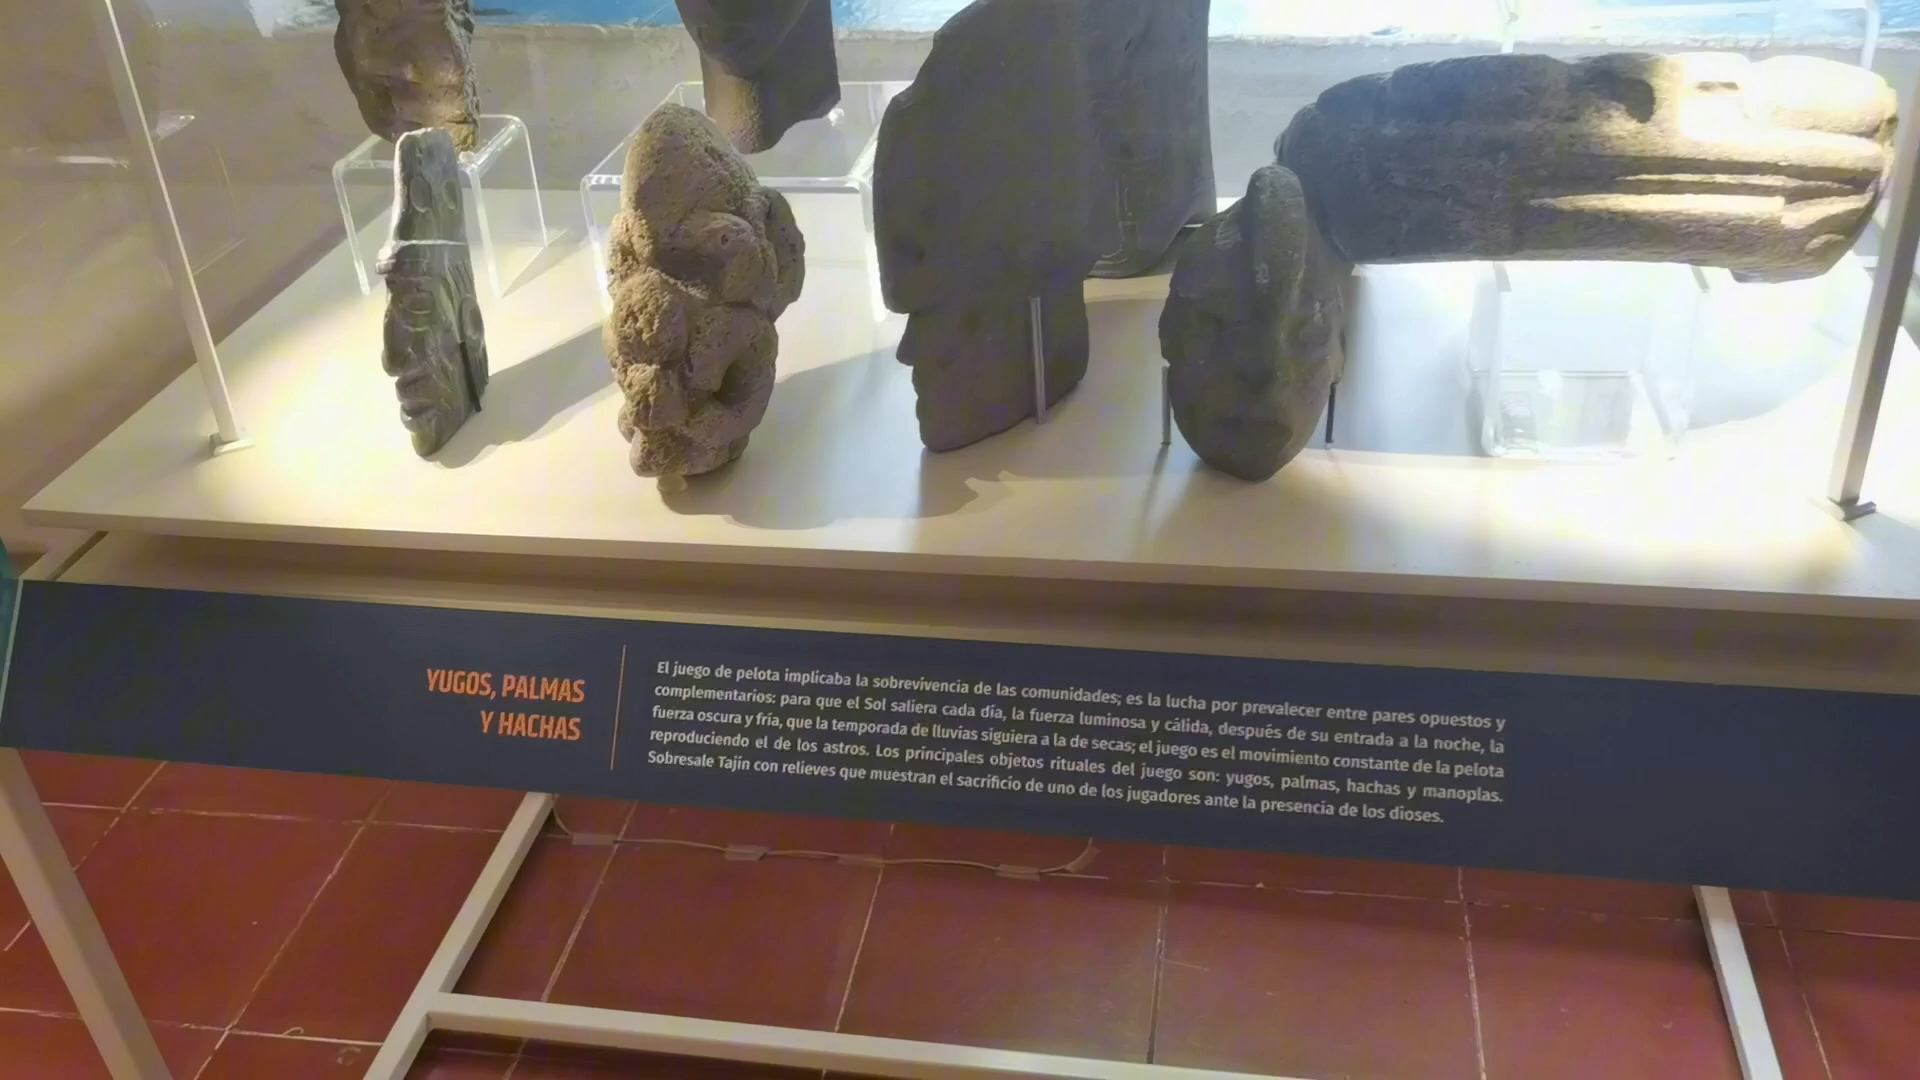 YUGOS, PALMAS
Y HACHAS
El juego de pelota implicaba la sobrevivencia de las comunidades; es la lucha por prevalecer entre pares opuestos y
complementarios: para que el Sol saliera cada día, la fuerza luminosa y cálida, después de su entrada a la noche, la
fuerza oscura y fría, que la temporada de lluvias siguiera a la de secas; el juego es el movimiento constante de la pelota
reproduciendo el de los astros. Los principales objetos rituales del juego son: yugos, palmas, hachas y manoplas.
Sobresale Tajín con relieves que muestran el sacrificio de uno de los jugadores ante la presencia de los dioses.